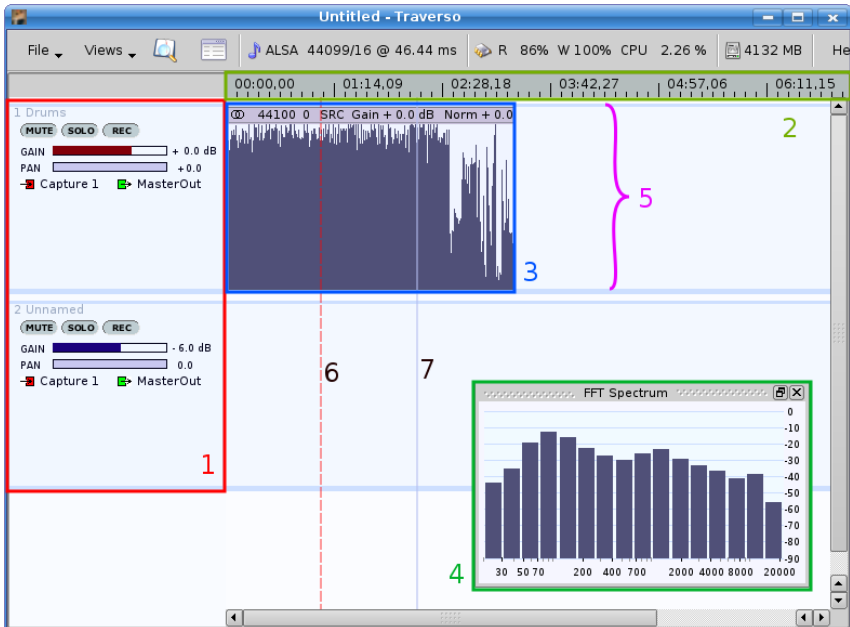 Untitled - Traverso
File Views ALSA 44099/16 @ 46.44 ms R 86% W 100% CPU 2.26 % 4132 MB He
00:00,00 01:14,09 02:28,18 03:42,27 04:57,06 06:11,15
2
1 Drums
MUTE SOLO REC
GAIN + 0.0 dB
PAN +0.0
Capture 1 MasterOut
44100 0 SRC Gain + 0.0 dB Norm + 0.0
5
3
2 Unnamed
MUTE SOLO REC
GAIN - 6.0 dB
PAN 0.0
Capture 1 MasterOut
1
6
7
FFT Spectrum
0
-10
-20
-30
-40
-50
-60
-70
-80
-90
30 50 70 200 400 700 2000 4000 8000 20000
4